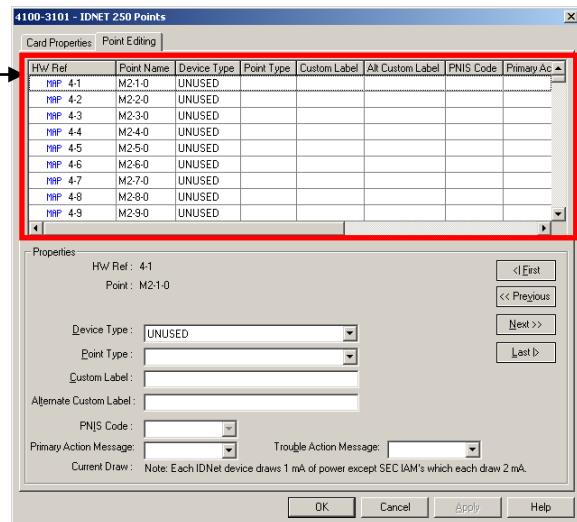 4100-3101 - IDNET 250 Points
Card Properties Point Editing
HW Ref Point Name Device Type Point Type Custom Label Alt Custom Label PNIS Code Primary Ac
MAP 4-1 M2-1-0 UNUSED
MAP 4-2 M2-2-0 UNUSED
MAP 4-3 M2-3-0 UNUSED
MAP 4-4 M2-4-0 UNUSED
MAP 4-5 M2-5-0 UNUSED
MAP 4-6 M2-6-0 UNUSED
MAP 4-7 M2-7-0 UNUSED
MAP 4-8 M2-8-0 UNUSED
MAP 4-9 M2-9-0 UNUSED
Properties
HW Ref : 4-1
Point : M2-1-0
Device Type : UNUSED
Point Type :
Custom Label :
Alternate Custom Label :
PNIS Code :
Primary Action Message: Trouble Action Message:
Current Draw : Note: Each IDNet device draws 1 mA of power except SEC IAM's which each draw 2 mA.
<| First
<< Previous
Next >>
Last |>
OK Cancel Apply Help